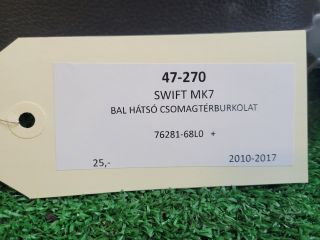 47-270
SWIFT MK7
BAL HÁTSÓ CSOMAGTÉRBURKOLAT
76281-68L0 +
25,- 2010-2017